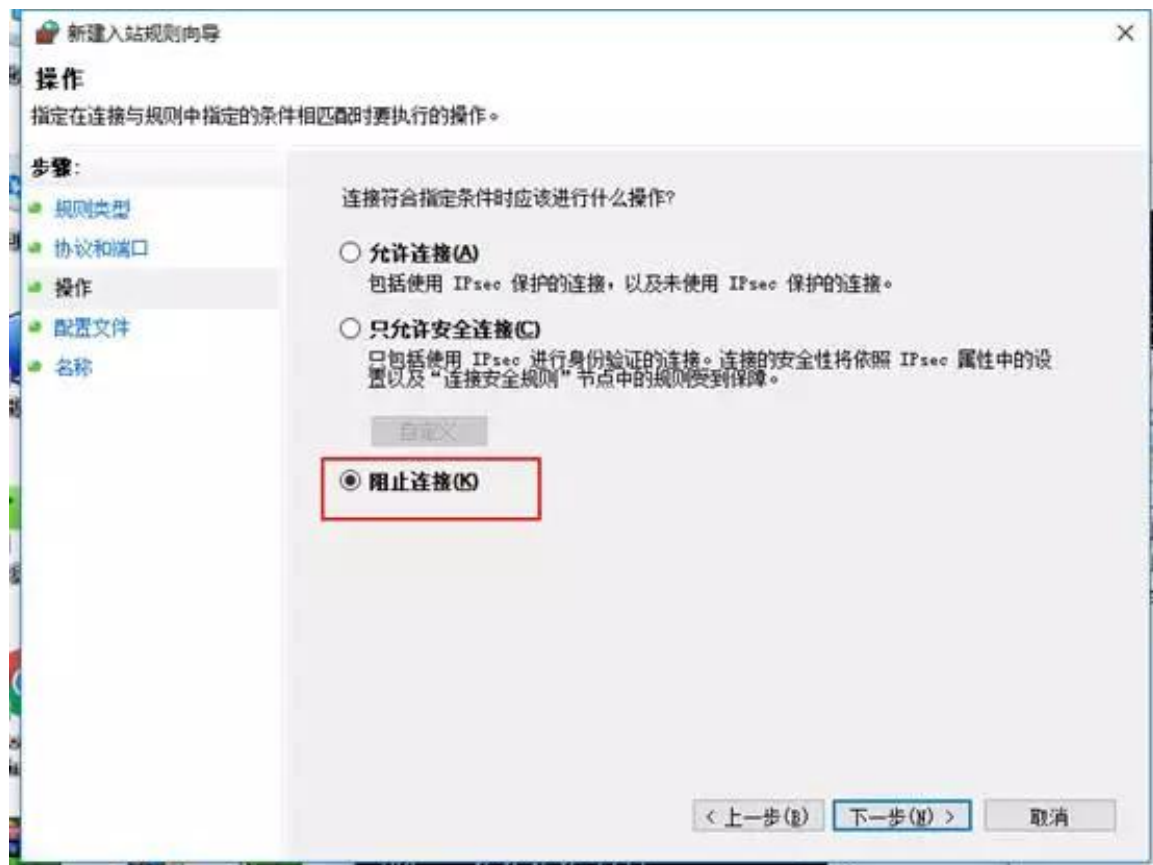 新建入站规则向导
操作
指定在连接与规则中指定的条件相匹配时要执行的操作。
步骤:
规则类型
协议和端口
操作
配置文件
名称
连接符合指定条件时应该进行什么操作?
允许连接(A)
包括使用 IPsec 保护的连接，以及未使用 IPsec 保护的连接。
只允许安全连接(C)
只包括使用 IPsec 进行身份验证的连接。连接的安全性将依照 IPsec 属性中的设
置以及“连接安全规则”节点中的规则受到保障。
自定义
阻止连接(K)
< 上一步(B)
下一步(N) >
取消